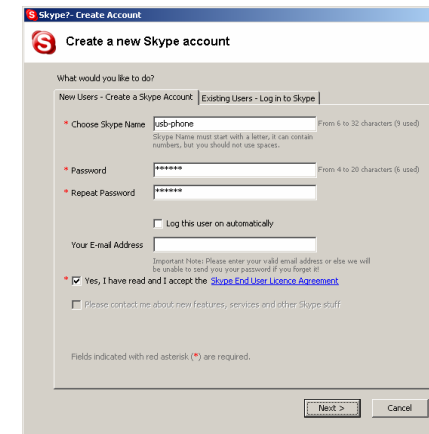 Skype?- Create Account
Create a new Skype account
What would you like to do?
New Users - Create a Skype Account
Existing Users - Log in to Skype
* Choose Skype Name
usb-phone
From 6 to 32 characters (9 used)
Skype Name must start with a letter, it can contain
numbers, but you should not use spaces.
* Password
******
From 4 to 20 characters (6 used)
* Repeat Password
******
Log this user on automatically
Your E-mail Address
Important Note: Please enter your valid email address or else we will
be unable to send you your password if you forget it!
* Yes, I have read and I accept the Skype End User Licence Agreement
Please contact me about new features, services and other Skype stuff
Fields indicated with red asterisk (*) are required.
Next >
Cancel